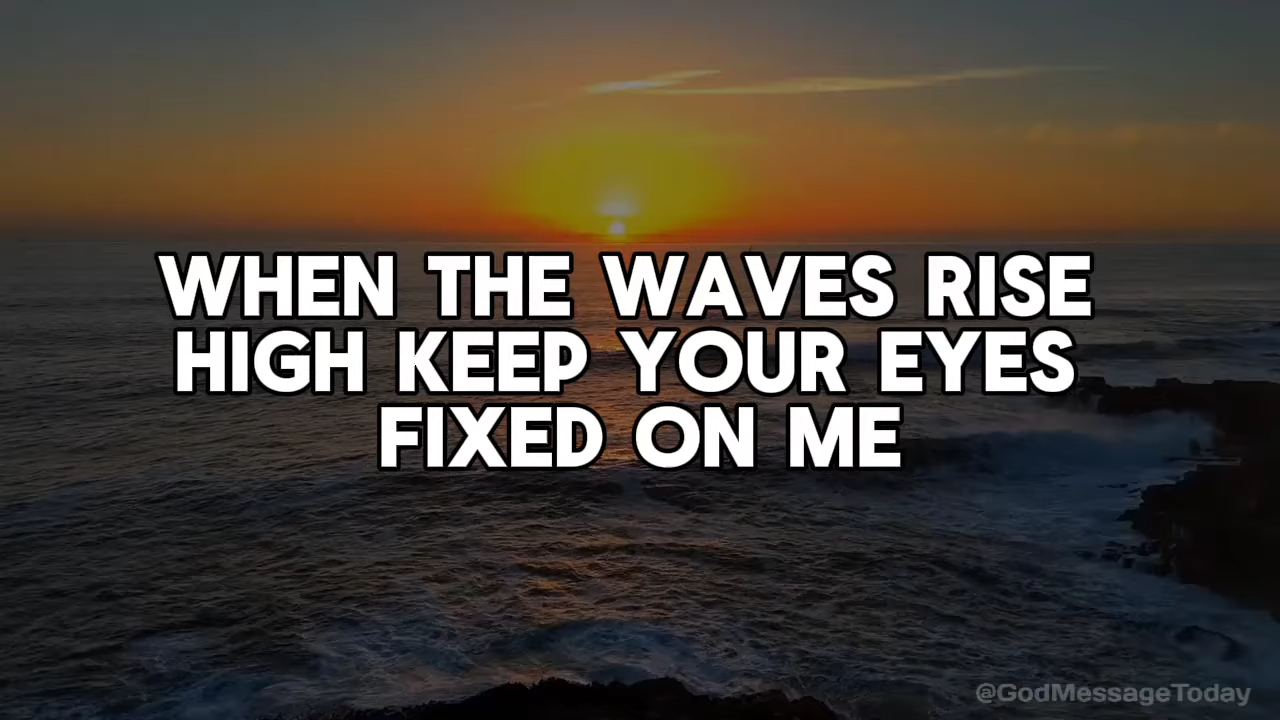 WHEN THE WAVES RISE
HIGH KEEP YOUR EYES
FIXED ON ME
@GodMessageToday